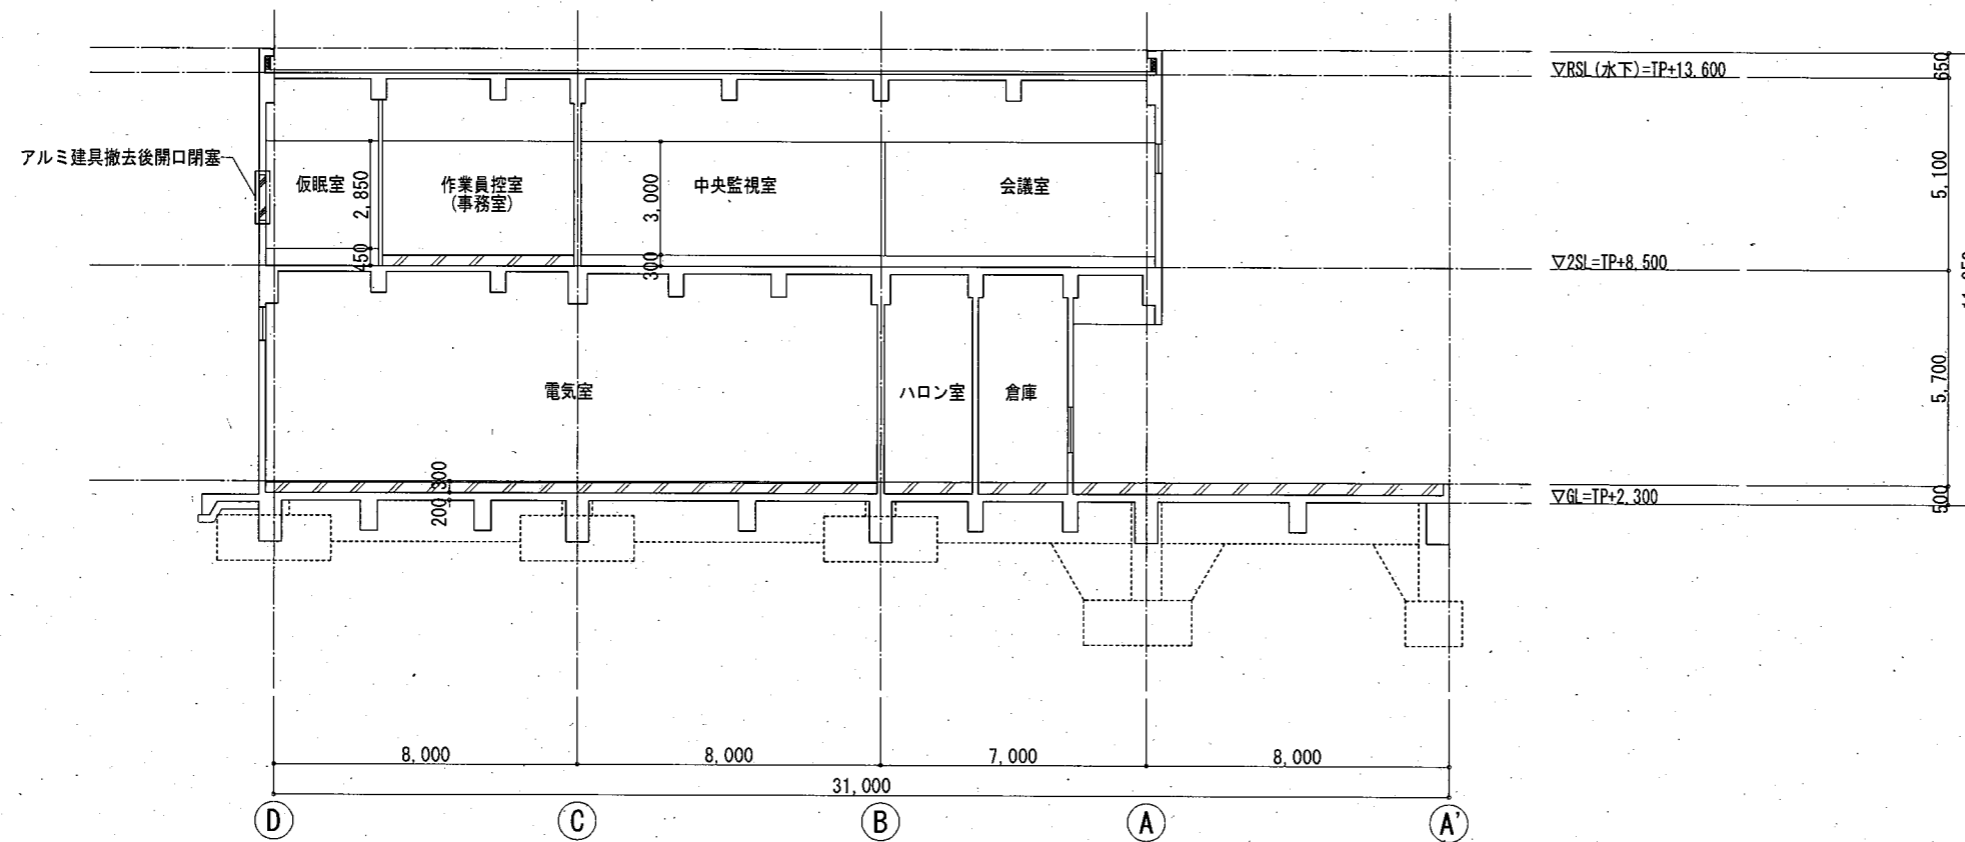 ▽RSL(水下)=TP+13,600
650
アルミ建具撤去後開口閉塞
仮眠室
2,850
作業員控室
(事務室)
3,000
中央監視室
会議室
5,100
450
300
▽2SL=TP+8,500
電気室
ハロン室
倉庫
5,700
300
200
▽GL=TP+2,300
500
8,000
8,000
7,000
8,000
31,000
D
C
B
A
A'